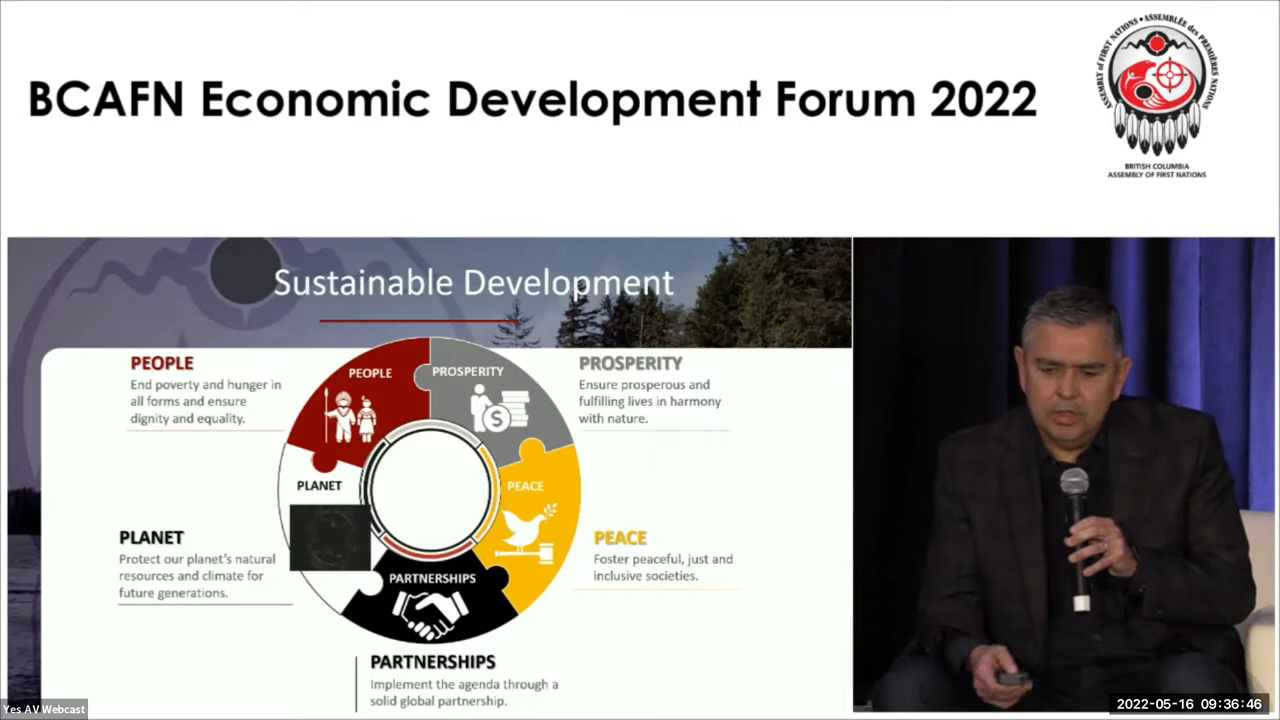 BCAFN Economic Development Forum 2022
ASSEMBLY of FIRST NATIONS • ASSEMBLÉE des PREMIÈRES NATIONS
BRITISH COLUMBIA
ASSEMBLY OF FIRST NATIONS
Sustainable Development
PEOPLE
End poverty and hunger in
all forms and ensure
dignity and equality.
PEOPLE
PROSPERITY
PROSPERITY
Ensure prosperous and
fulfilling lives in harmony
with nature.
PLANET
PEACE
PLANET
Protect our planet's natural
resources and climate for
future generations.
PEACE
Foster peaceful, just and
inclusive societies.
PARTNERSHIPS
PARTNERSHIPS
Implement the agenda through a
solid global partnership.
Yes AV Webcast
2022-05-16 09:36:46